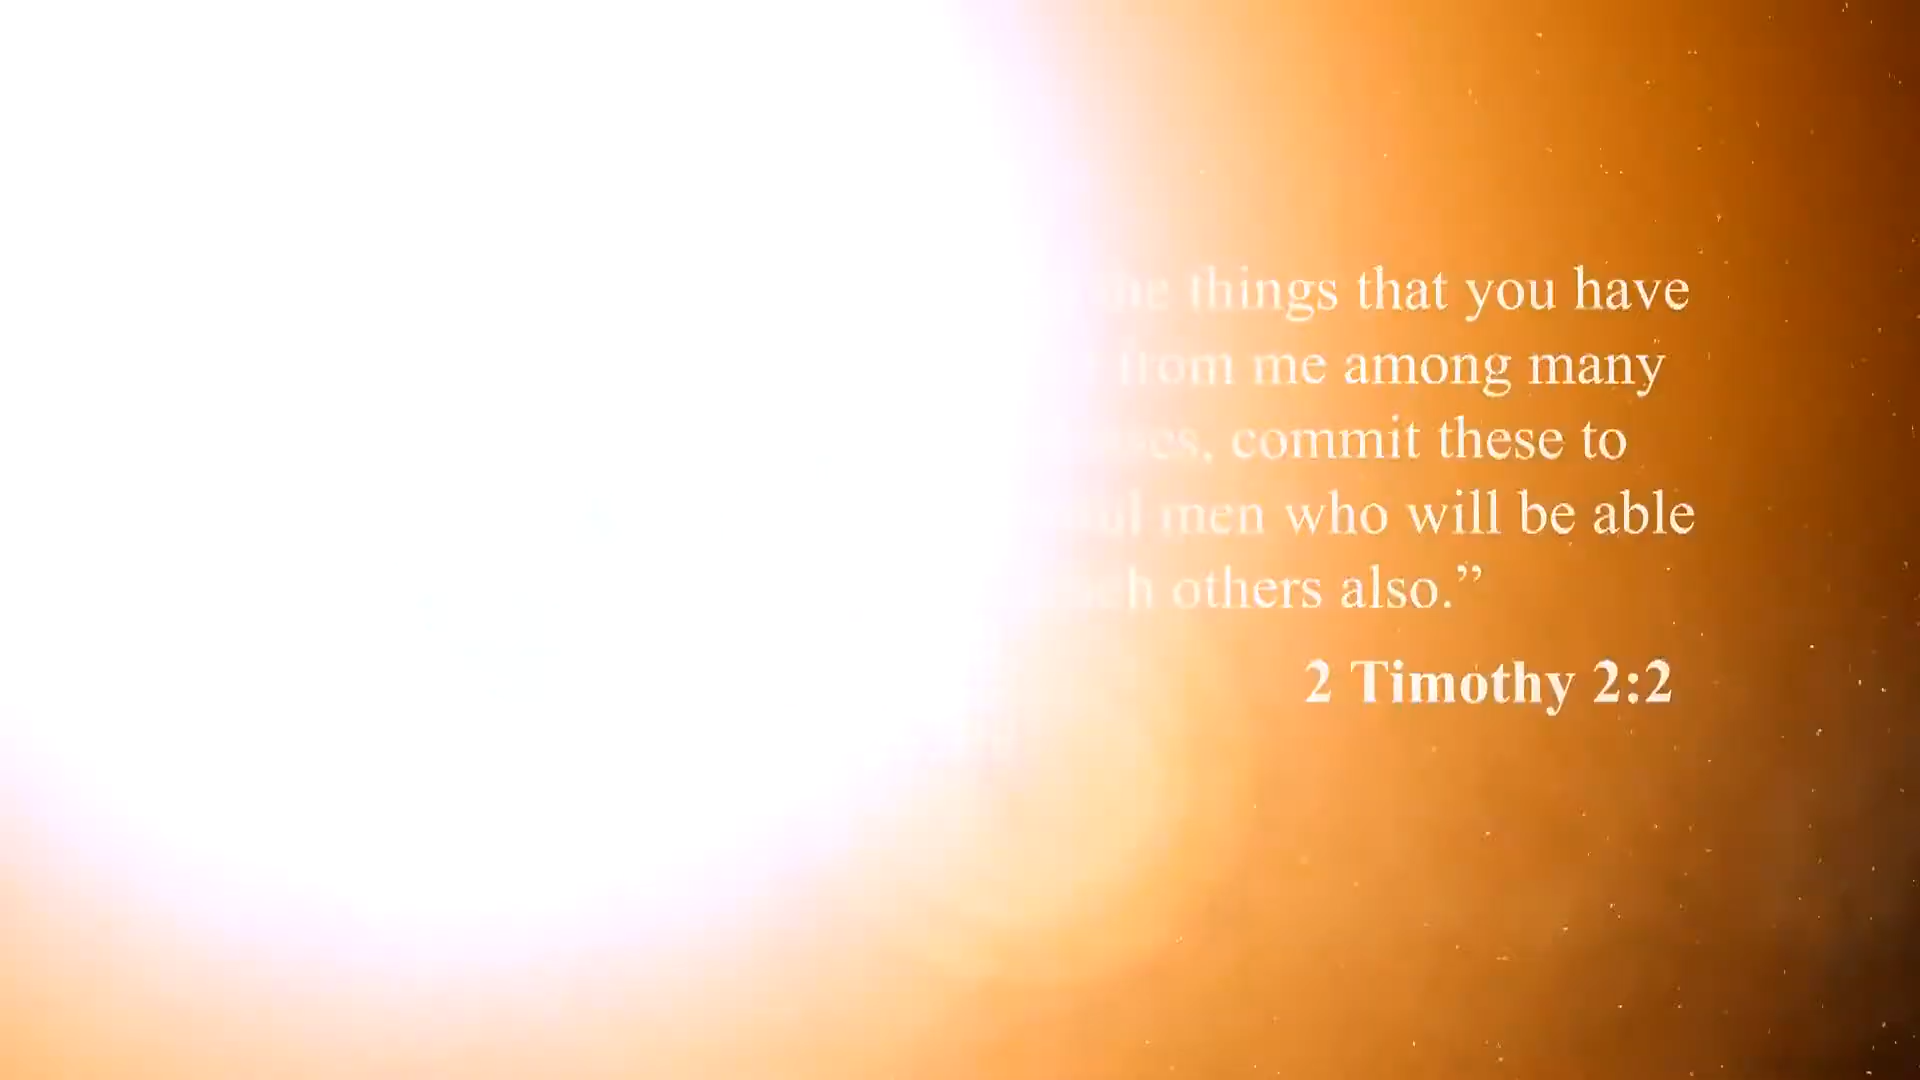 the things that you have
from me among many
commit these to
men who will be able
others also.”
2 Timothy 2:2